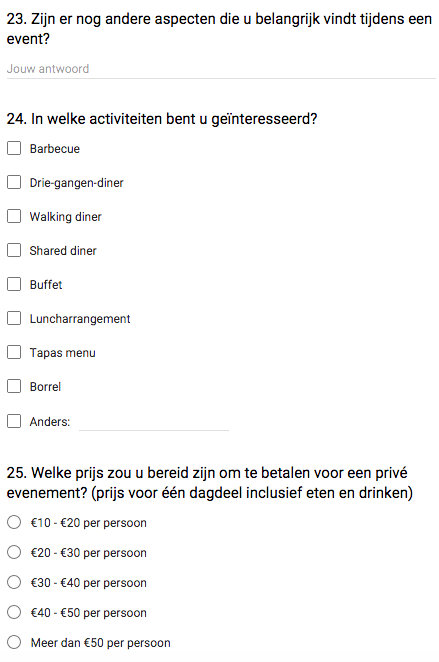 23. Zijn er nog andere aspecten die u belangrijk vindt tijdens een
event?
Jouw antwoord
24. In welke activiteiten bent u geïnteresseerd?
Barbecue
Drie-gangen-diner
Walking diner
Shared diner
Buffet
Luncharrangement
Tapas menu
Borrel
Anders:
25. Welke prijs zou u bereid zijn om te betalen voor een privé
evenement? (prijs voor één dagdeel inclusief eten en drinken)
€10 - €20 per persoon
€20 - €30 per persoon
€30 - €40 per persoon
€40 - €50 per persoon
Meer dan €50 per persoon